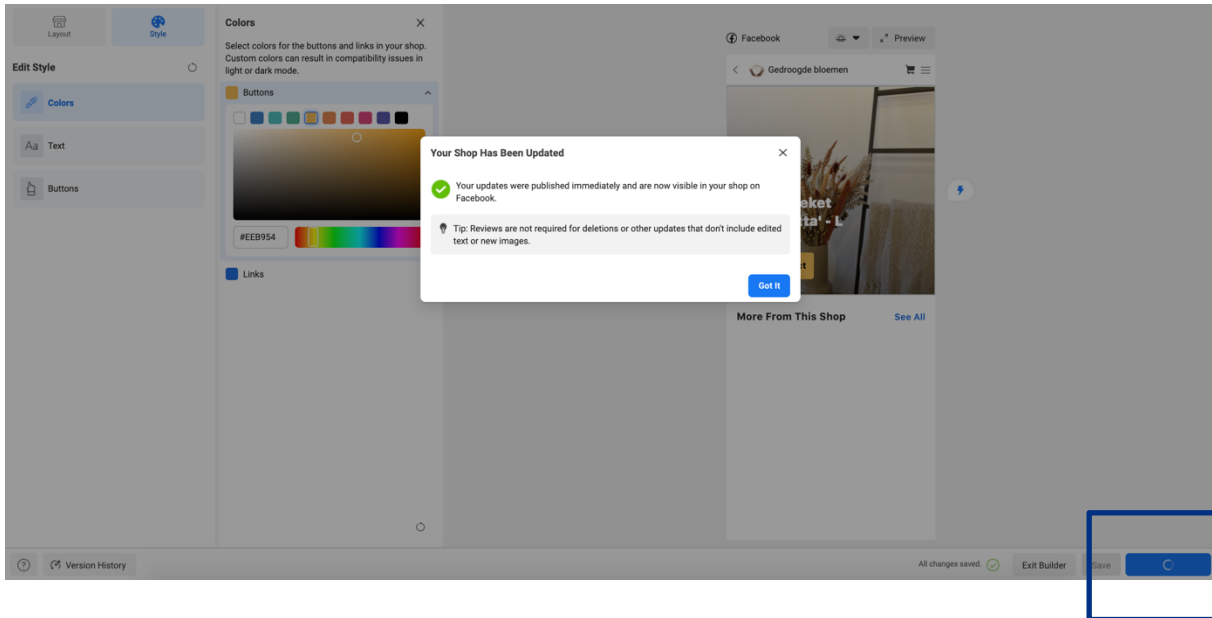 Layout
Style
Edit Style
Colors
Aa Text
Buttons
Colors
Select colors for the buttons and links in your shop.
Custom colors can result in compatibility issues in
light or dark mode.
Buttons
#EEB954
Links
Your Shop Has Been Updated
Your updates were published immediately and are now visible in your shop on
Facebook.
Tip: Reviews are not required for deletions or other updates that don't include edited
text or new images.
Got It
Facebook
Preview
Gedroogde bloemen
eket
ta' - L
More From This Shop
See All
? Version History
All changes saved.
Exit Builder
Save